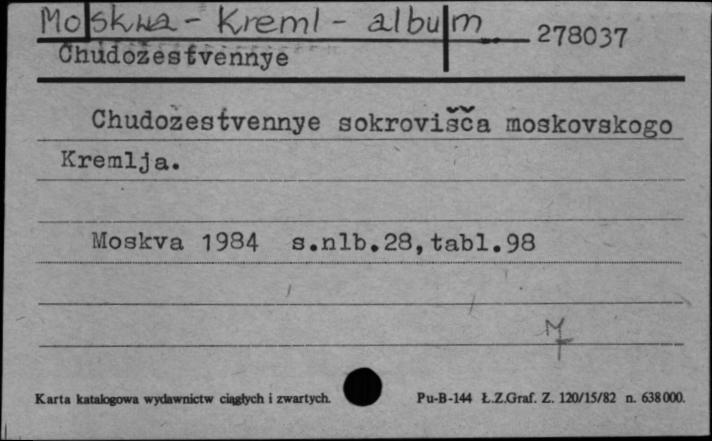 Moskwa - Kreml - album 278037
Chudožestvennye
Chudožestvennye sokrovišča moskovskogo
Kremlja.
Moskva 1984 s.nlb.28,tabl.98
M
Karta katalogowa wydawnictw ciągłych i zwartych. Pu-B-144 Ł.Z.Graf. Z. 120/15/82 n. 638000.